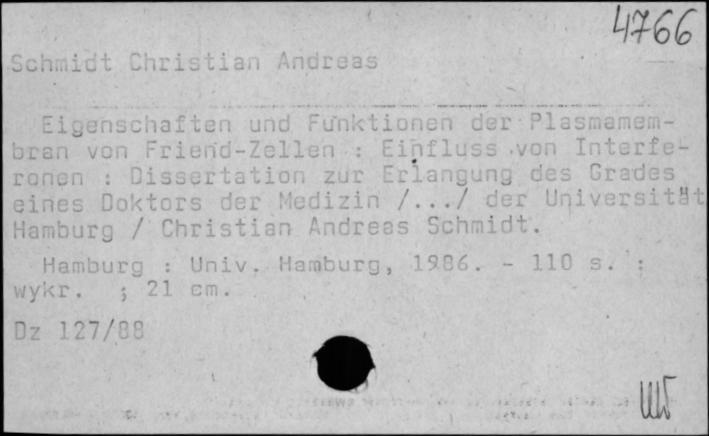 4766
Schmidt Christian Andreas
Eigenschaften und Funktionen der Plasmamem-
bran von Friend-Zellen : Einfluss von Interfe-
ronen : Dissertation zur Erlangung des Grades
eines Doktors der Medizin /.../ der Universität
Hamburg / Christian Andreas Schmidt.
Hamburg : Univ. Hamburg, 1986. - 110 s. :
wykr. ; 21 cm.
Dz 127/88